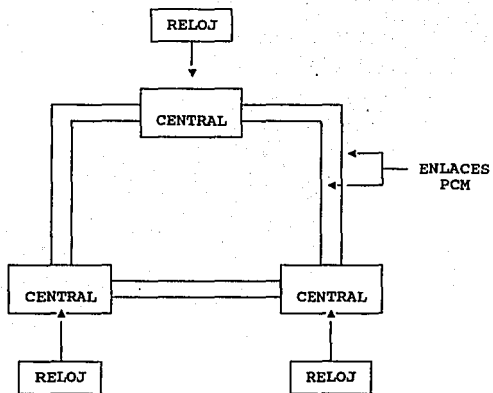 RELOJ
CENTRAL
ENLACES
PCM
CENTRAL
CENTRAL
RELOJ
RELOJ